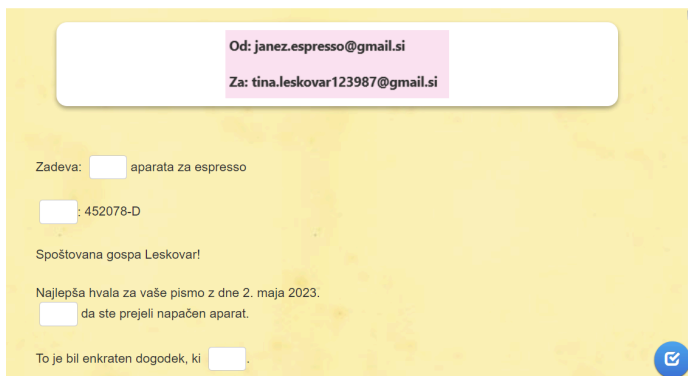 Od: janez.espresso@gmail.si
Za: tina.leskovar123987@gmail.si
Zadeva: aparata za espresso
: 452078-D
Spoštovana gospa Leskovar!
Najlepša hvala za vaše pismo z dne 2. maja 2023.
da ste prejeli napačen aparat.
To je bil enkraten dogodek, ki .